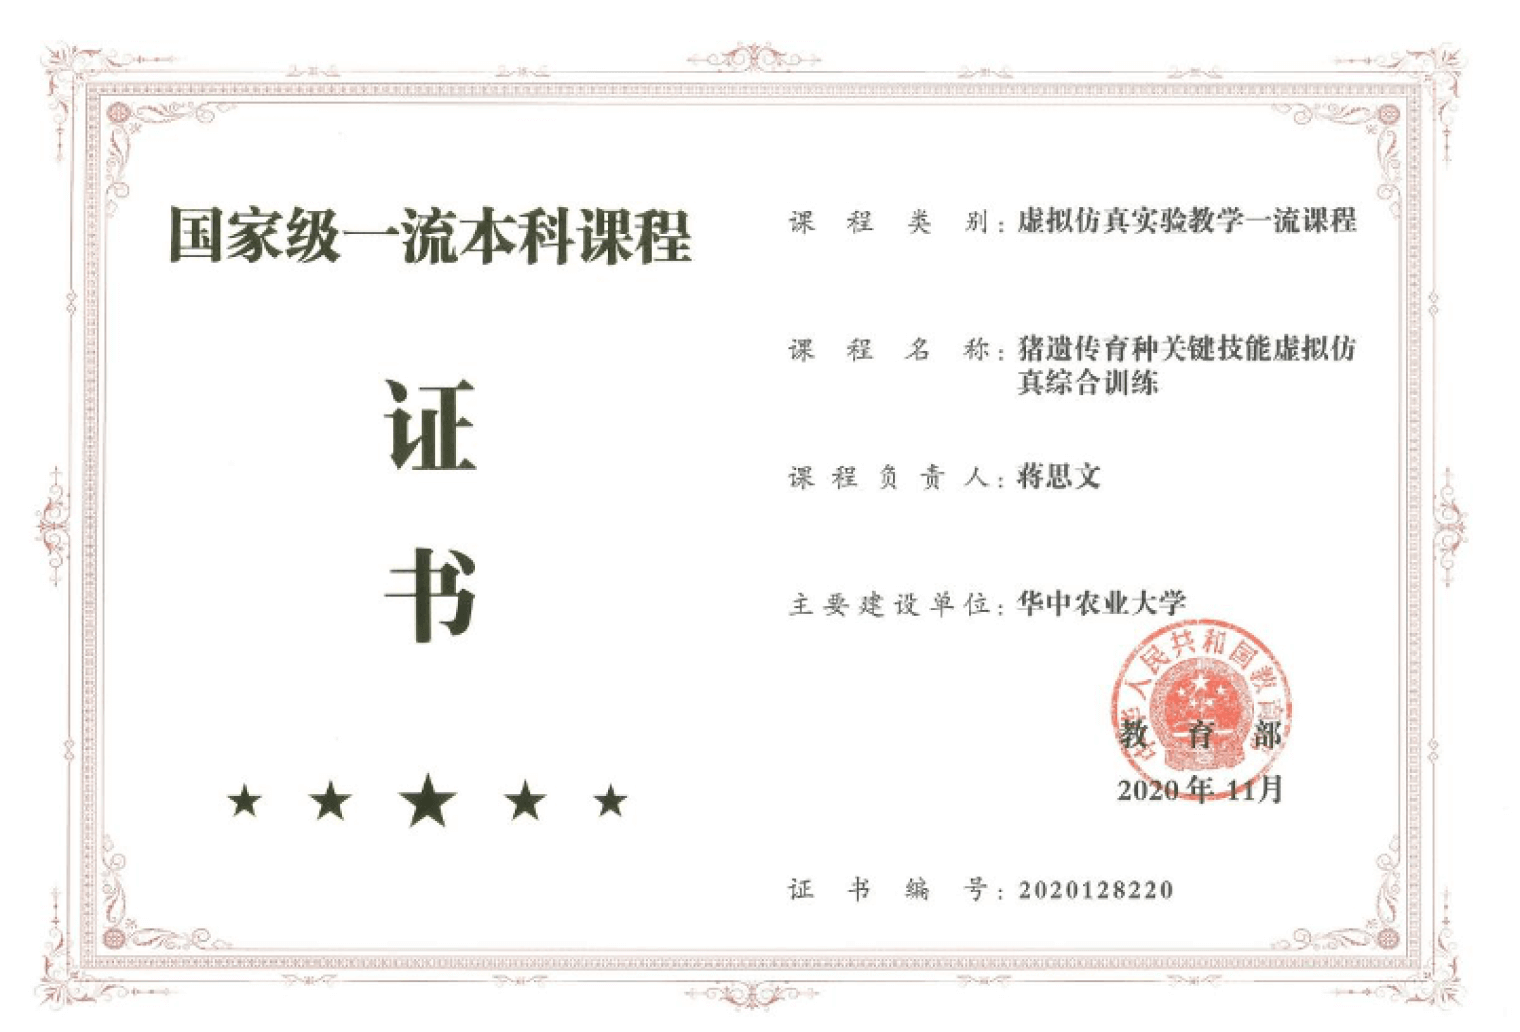 国家级一流本科课程
证
书
课程类别：虚拟仿真实验教学一流课程
课程名称：猪遗传育种关键技能虚拟仿
真综合训练
课程负责人：蒋思文
主要建设单位：华中农业大学
中华人民共和国教育部
教育部
2020年11月
证书编号：2020128220